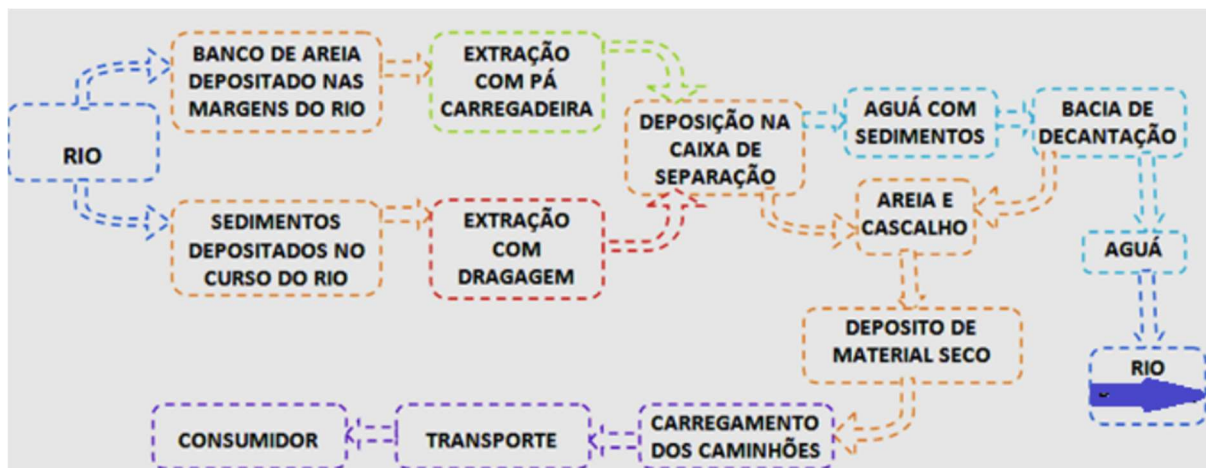 RIO
BANCO DE AREIA
DEPOSITADO NAS
MARGENS DO RIO
EXTRAÇÃO
COM PÁ
CARREGADEIRA
SEDIMENTOS
DEPOSITADOS NO
CURSO DO RIO
EXTRAÇÃO
COM
DRAGAGEM
DEPOSIÇÃO NA
CAIXA DE
SEPARAÇÃO
AGUÁ COM
SEDIMENTOS
BACIA DE
DECANTAÇÃO
AREIA E
CASCALHO
AGUÁ
RIO
DEPOSITO DE
MATERIAL SECO
CARREGAMENTO
DOS CAMINHÕES
TRANSPORTE
CONSUMIDOR